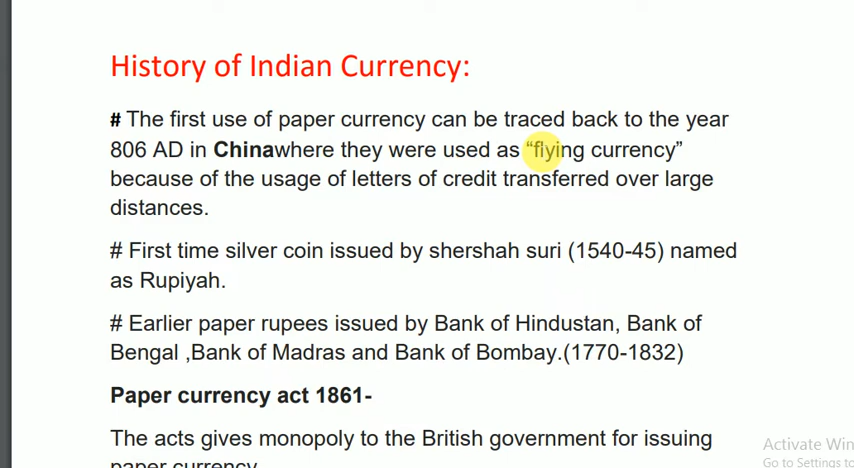 History of Indian Currency:
# The first use of paper currency can be traced back to the year
806 AD in Chinawhere they were used as “flying currency”
because of the usage of letters of credit transferred over large
distances.
# First time silver coin issued by shershah suri (1540-45) named
as Rupiyah.
# Earlier paper rupees issued by Bank of Hindustan, Bank of
Bengal ,Bank of Madras and Bank of Bombay.(1770-1832)
Paper currency act 1861-
The acts gives monopoly to the British government for issuing
paper currency
Activate Win
Go to Settings to